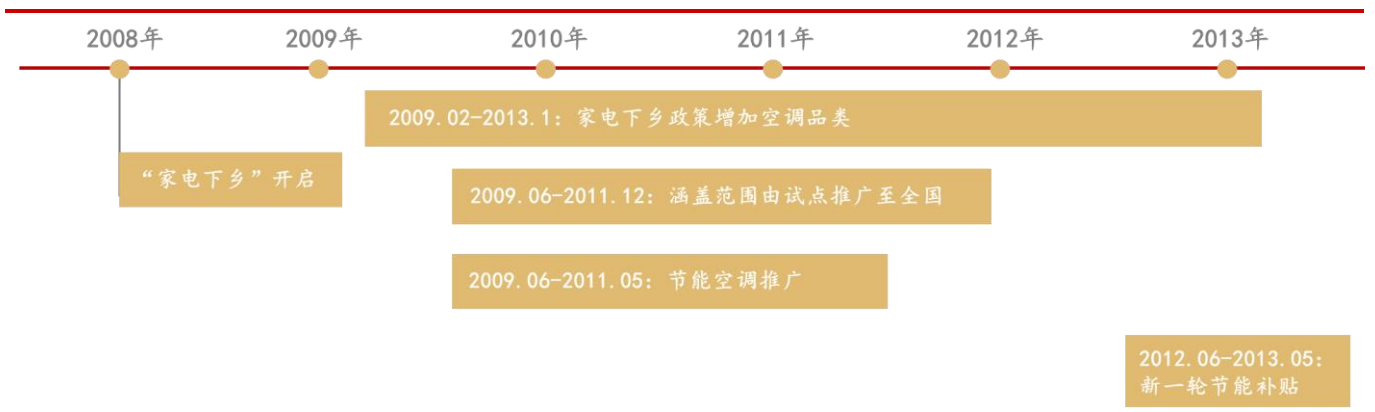 2008年 2009年 2010年 2011年 2012年 2013年
2009.02-2013.1：家电下乡政策增加空调品类
“家电下乡”开启
2009.06-2011.12：涵盖范围由试点推广至全国
2009.06-2011.05：节能空调推广
2012.06-2013.05：
新一轮节能补贴